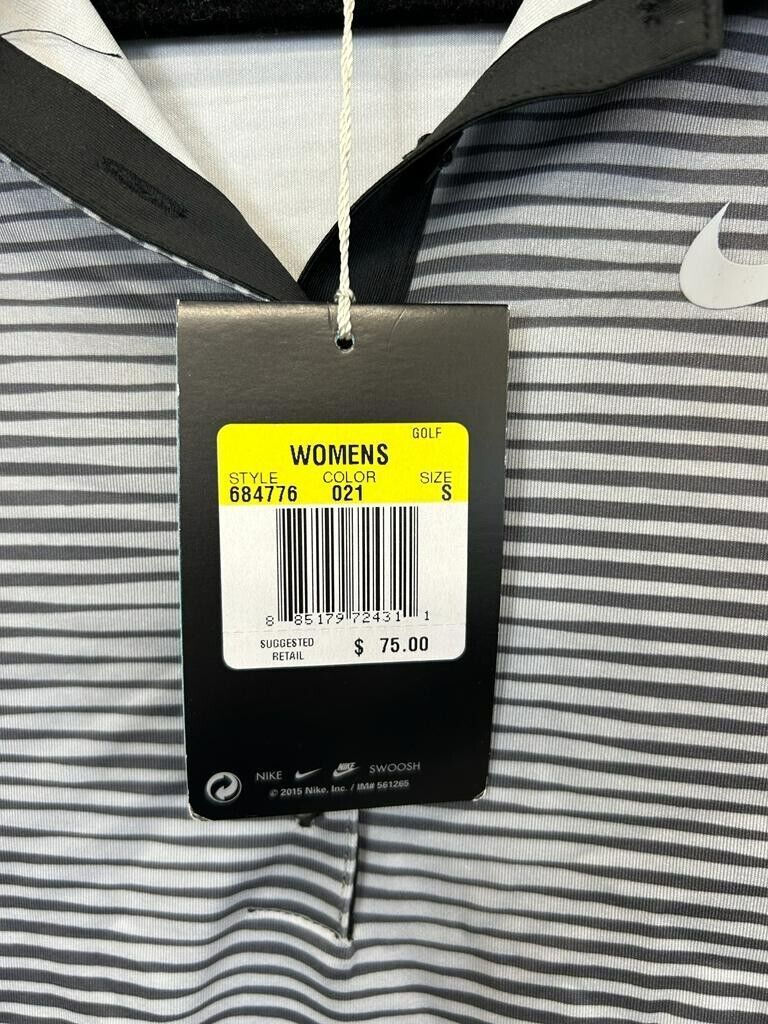 GOLF
WOMENS
STYLE COLOR SIZE
684776 021 S
8 85179 72431 1
SUGGESTED RETAIL $ 75.00
NIKE NIKE SWOOSH
© 2015 Nike, Inc. / IM# 561265